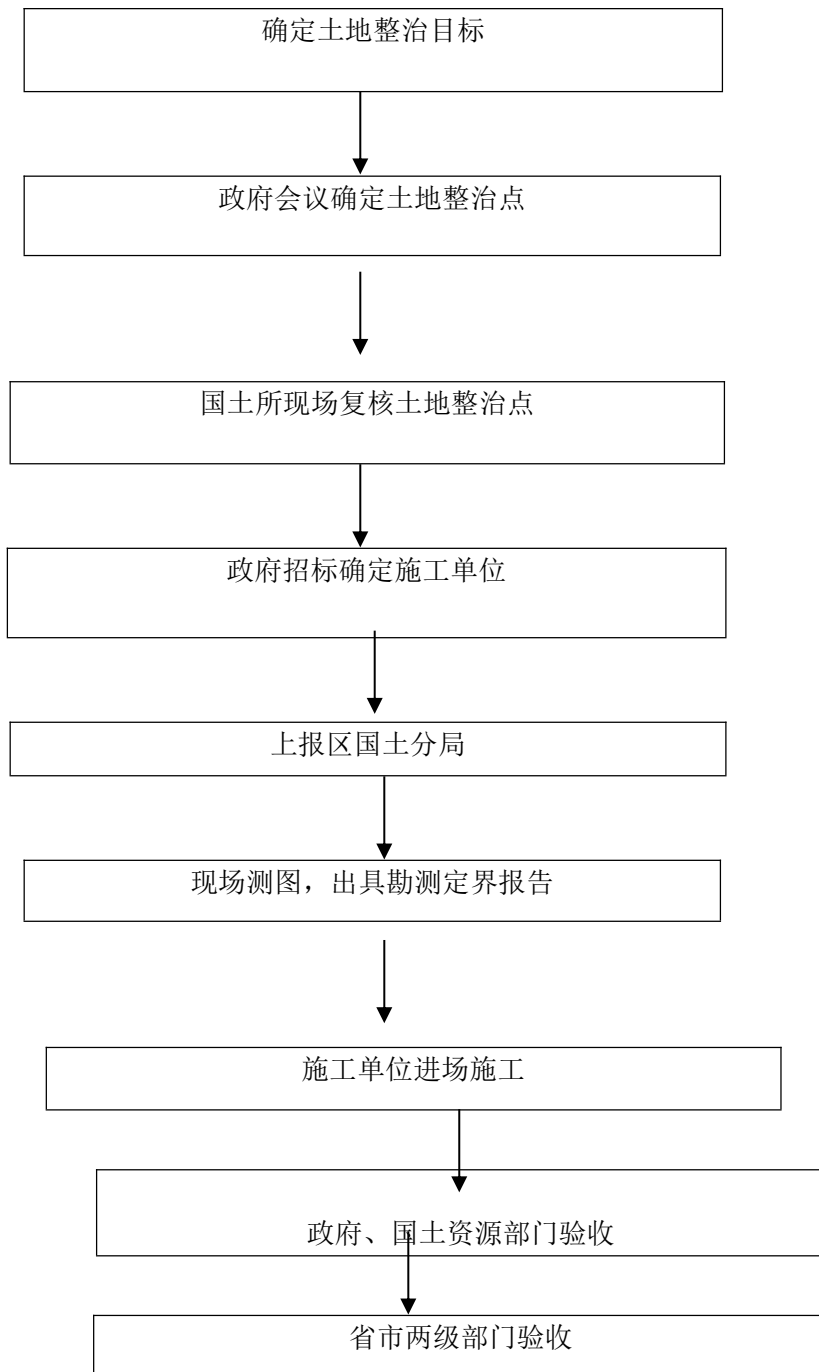 确定土地整治目标
政府会议确定土地整治点
国土所现场复核土地整治点
政府招标确定施工单位
上报区国土分局
现场测图，出具勘测定界报告
施工单位进场施工
政府、国土资源部门验收
省市两级部门验收